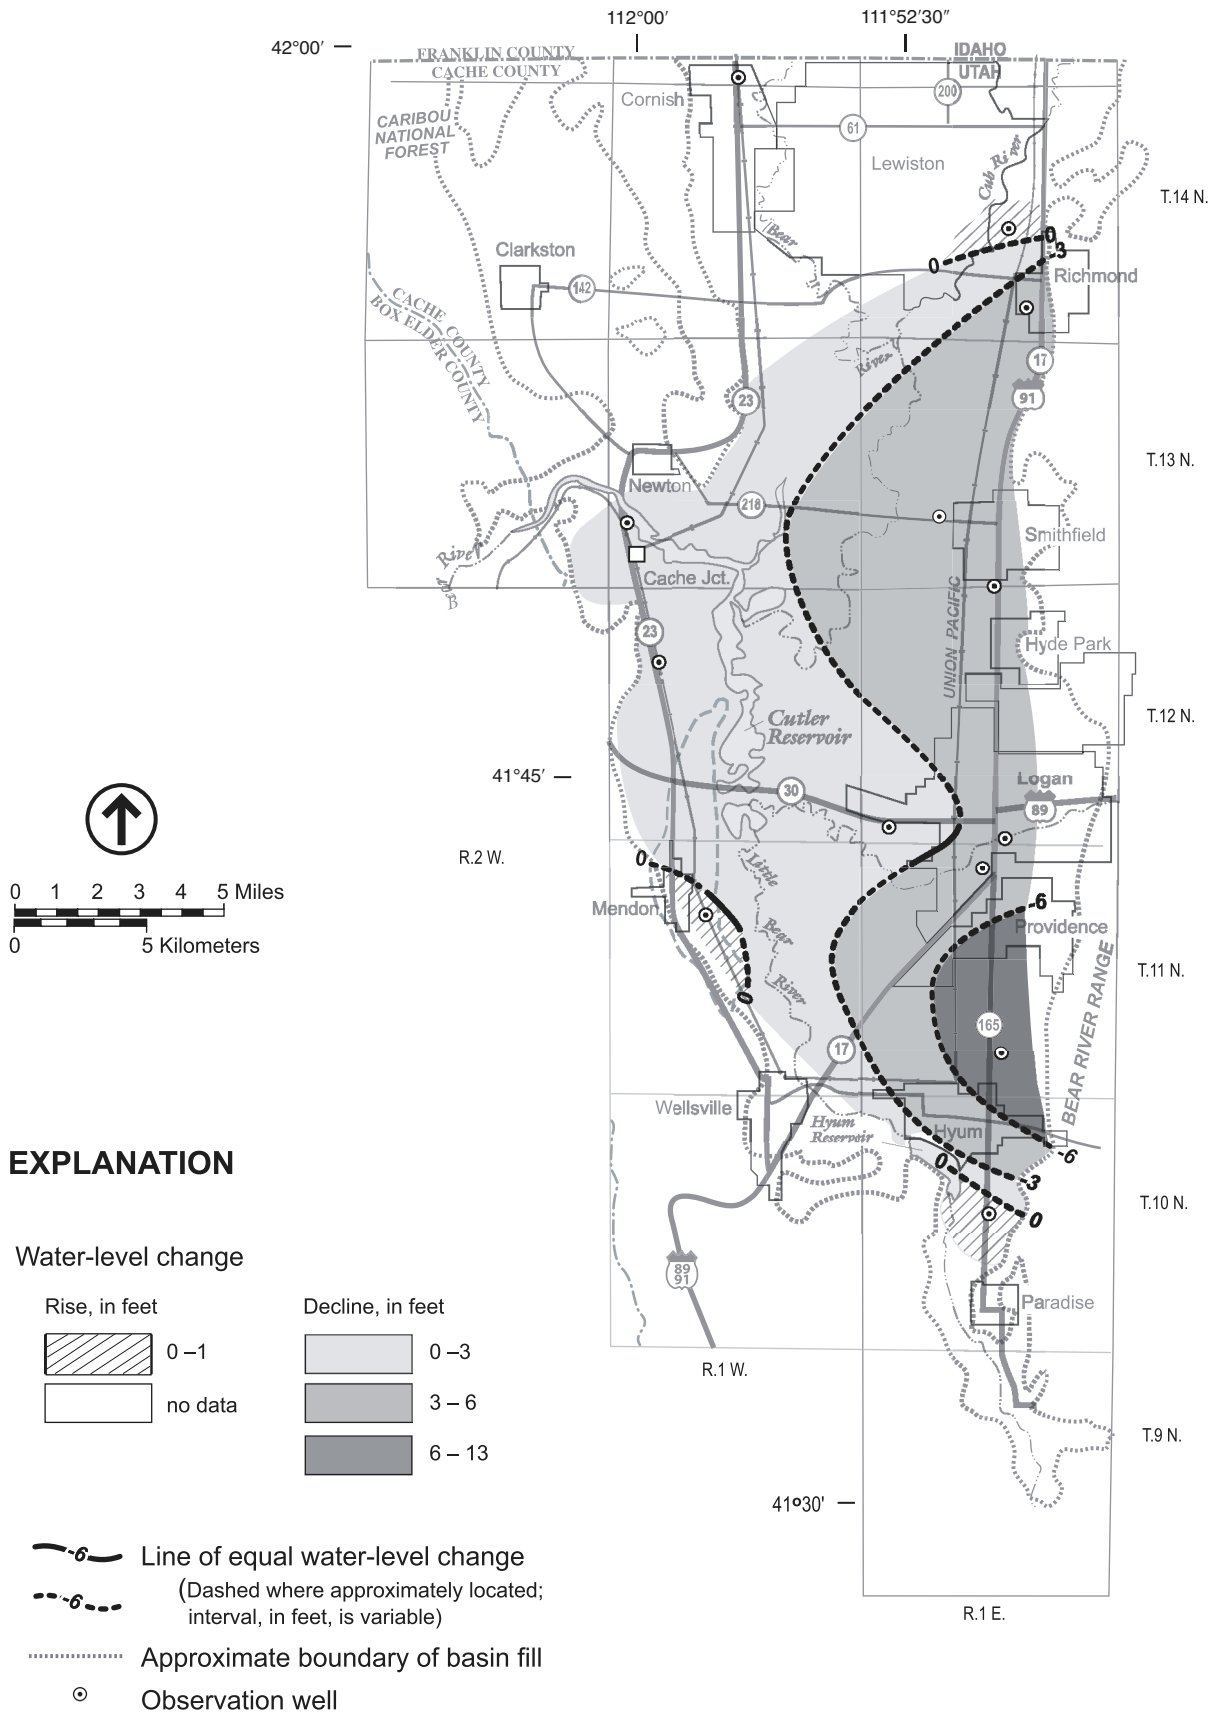 112°00′
111°52′30″
42°00′
FRANKLIN COUNTY
CACHE COUNTY
IDAHO
UTAH
Cornish
200
CARIBOU
NATIONAL
FOREST
61
Lewiston
Cub River
T.14 N.
Bear
Clarkston
0
3
0
Richmond
142
CACHE COUNTY
BOX ELDER COUNTY
River
17
91
23
T.13 N.
Newton
218
Smithfield
River
Cache Jct.
UNION PACIFIC
23
Hyde Park
Cutler
Reservoir
T.12 N.
41°45′
30
Logan
89
R.2 W.
0
Little
0 1 2 3 4 5 Miles
0 5 Kilometers
Mendon
6
Providence
Bear
River
0
T.11 N.
BEAR RIVER RANGE
165
17
Wellsville
Hyum
Reservoir
Hyum
-6
0
-3
0
T.10 N.
89
91
Paradise
R.1 W.
T.9 N.
41°30'
R.1 E.
EXPLANATION
Water-level change
Rise, in feet
0 –1
no data
Decline, in feet
0 –3
3 – 6
6 – 13
-6
Line of equal water-level change
-6
(Dashed where approximately located;
interval, in feet, is variable)
Approximate boundary of basin fill
Observation well